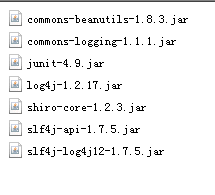 commons-beanutils-1.8.3.jar
commons-logging-1.1.1.jar
junit-4.9.jar
log4j-1.2.17.jar
shiro-core-1.2.3.jar
slf4j-api-1.7.5.jar
slf4j-log4j12-1.7.5.jar